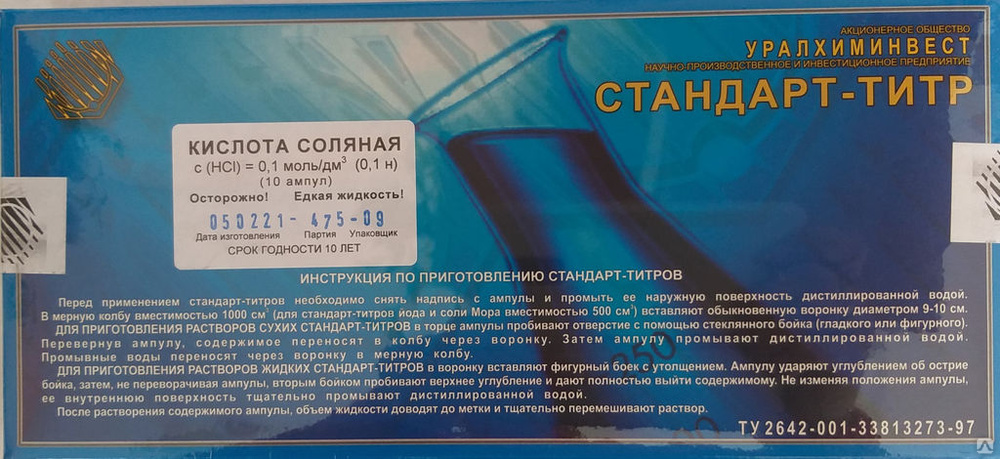 АКЦИОНЕРНОЕ ОБЩЕСТВО
УРАЛХИМИНВЕСТ
НАУЧНО-ПРОИЗВОДСТВЕННОЕ И ИНВЕСТИЦИОННОЕ ПРЕДПРИЯТИЕ
СТАНДАРТ-ТИТР
КИСЛОТА СОЛЯНАЯ
с (HCl) = 0,1 моль/дм³ (0,1 н)
(10 ампул)
Осторожно! Едкая жидкость!
050221- 475-09
Дата изготовления Партия Упаковщик
СРОК ГОДНОСТИ 10 ЛЕТ
ИНСТРУКЦИЯ ПО ПРИГОТОВЛЕНИЮ СТАНДАРТ-ТИТРОВ
Перед применением стандарт-титров необходимо снять надпись с ампулы и промыть ее наружную поверхность дистиллированной водой.
В мерную колбу вместимостью 1000 см³ (для стандарт-титров йода и соли Мора вместимостью 500 см³) вставляют обыкновенную воронку диаметром 9-10 см.
ДЛЯ ПРИГОТОВЛЕНИЯ РАСТВОРОВ СУХИХ СТАНДАРТ-ТИТРОВ в торце ампулы пробивают отверстие с помощью стеклянного бойка (гладкого или фигурного).
Перевернув ампулу, содержимое переносят в колбу через воронку. Затем ампулу промывают дистиллированной водой.
Промывные воды переносят через воронку в мерную колбу.
ДЛЯ ПРИГОТОВЛЕНИЯ РАСТВОРОВ ЖИДКИХ СТАНДАРТ-ТИТРОВ в воронку вставляют фигурный боек с утолщением. Ампулу ударяют углублением об острие
бойка, затем, не переворачивая ампулы, вторым бойком пробивают верхнее углубление и дают полностью выйти содержимому. Не изменяя положения ампулы,
ее внутреннюю поверхность тщательно промывают дистиллированной водой.
После растворения содержимого ампулы, объем жидкости доводят до метки и тщательно перемешивают раствор.
250
ТУ 2642-001-33813273-97